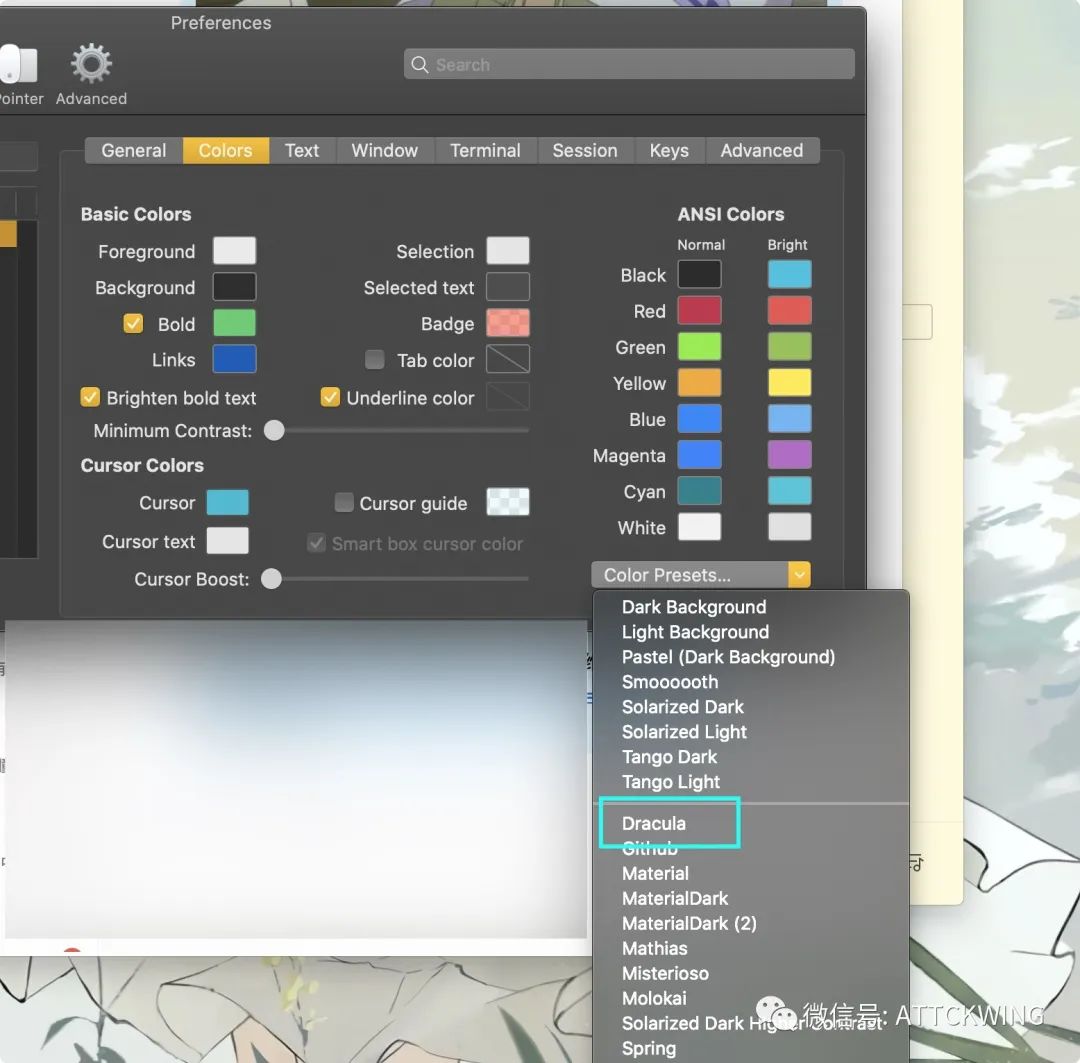 Preferences
Search
Pointer Advanced
General Colors Text Window Terminal Session Keys Advanced
Basic Colors
Foreground
Background
Bold
Links
Brighten bold text
Minimum Contrast:
Selection
Selected text
Badge
Tab color
Underline color
Cursor Colors
Cursor
Cursor text
Cursor Boost:
Cursor guide
Smart box cursor color
ANSI Colors
Normal Bright
Black
Red
Green
Yellow
Blue
Magenta
Cyan
White
Color Presets...
Dark Background
Light Background
Pastel (Dark Background)
Smoooooth
Solarized Dark
Solarized Light
Tango Dark
Tango Light
Dracula
Github
Material
MaterialDark
MaterialDark (2)
Mathias
Misterioso
Molokai
Solarized Dark Higher Contrast
Spring
微信号: ATTCKWING